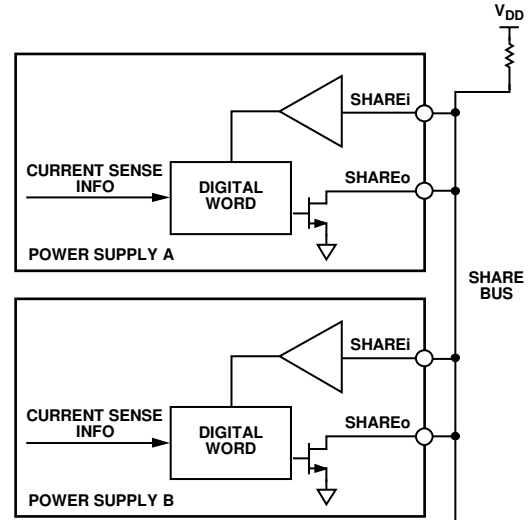 VDD
SHAREi
CURRENT SENSE
INFO
DIGITAL
WORD
SHAREo
POWER SUPPLY A
SHARE
BUS
SHAREi
CURRENT SENSE
INFO
DIGITAL
WORD
SHAREo
POWER SUPPLY B